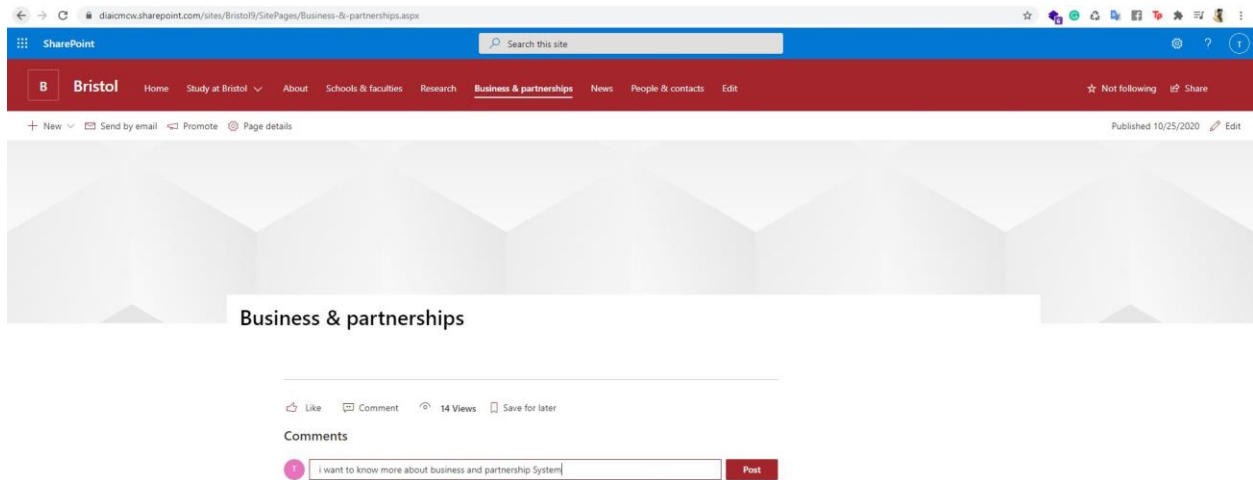 diaicmcw.sharepoint.com/sites/Bristol9/SitePages/Business-&-partnerships.aspx
SharePoint Search this site ? T
B Bristol Home Study at Bristol About Schools & faculties Research Business & partnerships News People & contacts Edit Not following Share
New Send by email Promote Page details Published 10/25/2020 Edit
Business & partnerships
Like Comment 14 Views Save for later
Comments
T i want to know more about business and partnership System Post